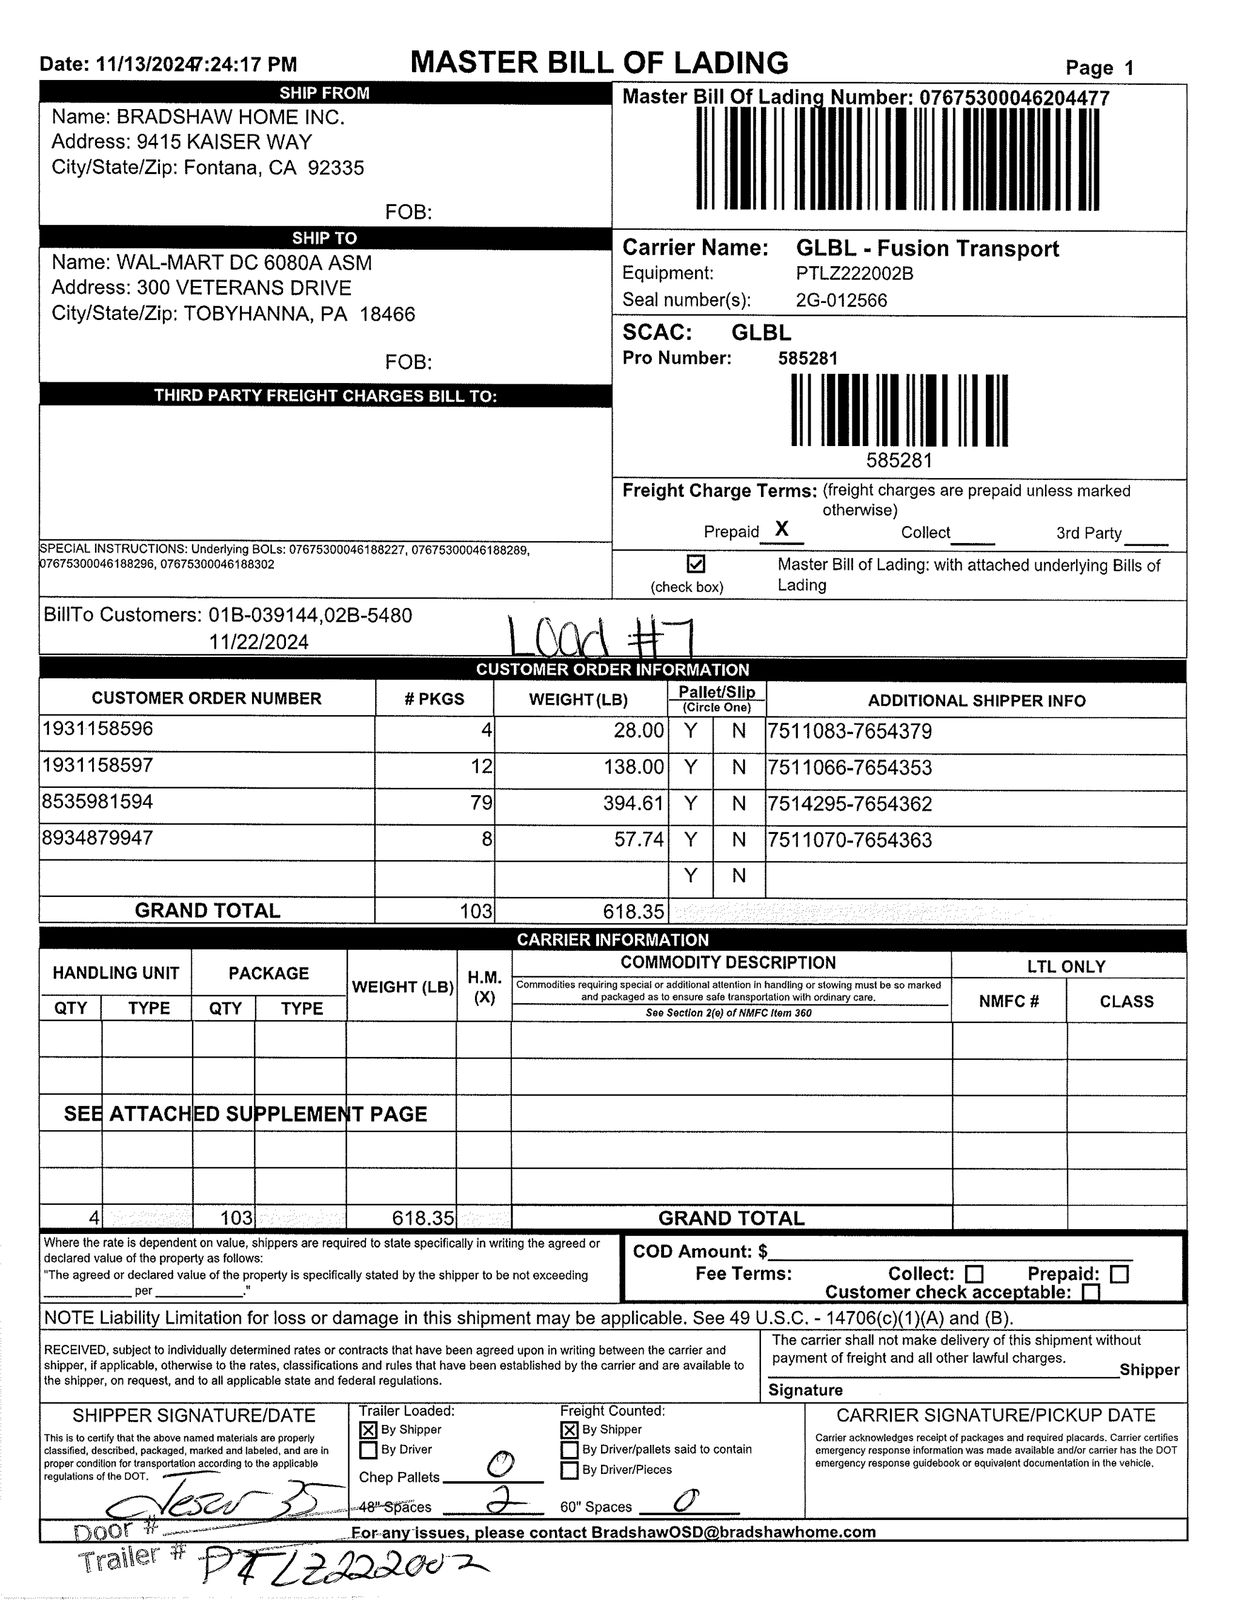 Date: 11/13/20247:24:17 PM
MASTER BILL OF LADING
Page 1
SHIP FROM
Name: BRADSHAW HOME INC.
Address: 9415 KAISER WAY
City/State/Zip: Fontana, CA 92335
FOB:
Master Bill Of Lading Number: 07675300046204477
SHIP TO
Name: WAL-MART DC 6080A ASM
Address: 300 VETERANS DRIVE
City/State/Zip: TOBYHANNA, PA 18466
FOB:
Carrier Name: GLBL - Fusion Transport
Equipment: PTLZ222002B
Seal number(s): 2G-012566
SCAC: GLBL
Pro Number: 585281
585281
THIRD PARTY FREIGHT CHARGES BILL TO:
Freight Charge Terms: (freight charges are prepaid unless marked
otherwise)
Prepaid X Collect 3rd Party
SPECIAL INSTRUCTIONS: Underlying BOLs: 07675300046188227, 07675300046188289,
07675300046188296, 07675300046188302
Master Bill of Lading: with attached underlying Bills of
(check box) Lading
BillTo Customers: 01B-039144,02B-5480
11/22/2024
Load #7
CUSTOMER ORDER INFORMATION
CUSTOMER ORDER NUMBER # PKGS WEIGHT (LB) Pallet/Slip (Circle One) ADDITIONAL SHIPPER INFO
1931158596 4 28.00 Y N 7511083-7654379
1931158597 12 138.00 Y N 7511066-7654353
8535981594 79 394.61 Y N 7514295-7654362
8934879947 8 57.74 Y N 7511070-7654363
Y N
GRAND TOTAL 103 618.35
CARRIER INFORMATION
HANDLING UNIT PACKAGE WEIGHT (LB) H.M. (X) COMMODITY DESCRIPTION LTL ONLY
Commodities requiring special or additional attention in handling or stowing must be so marked
and packaged as to ensure safe transportation with ordinary care.
See Section 2(e) of NMFC Item 360
QTY TYPE QTY TYPE NMFC # CLASS
SEE ATTACHED SUPPLEMENT PAGE
4 103 618.35 GRAND TOTAL
Where the rate is dependent on value, shippers are required to state specifically in writing the agreed or
declared value of the property as follows:
"The agreed or declared value of the property is specifically stated by the shipper to be not exceeding
____________ per ____________."
COD Amount: $
Fee Terms: Collect: Prepaid:
Customer check acceptable:
NOTE Liability Limitation for loss or damage in this shipment may be applicable. See 49 U.S.C. - 14706(c)(1)(A) and (B).
RECEIVED, subject to individually determined rates or contracts that have been agreed upon in writing between the carrier and
shipper, if applicable, otherwise to the rates, classifications and rules that have been established by the carrier and are available to
the shipper, on request, and to all applicable state and federal regulations.
The carrier shall not make delivery of this shipment without
payment of freight and all other lawful charges.
Shipper
Signature
SHIPPER SIGNATURE/DATE
This is to certify that the above named materials are properly
classified, described, packaged, marked and labeled, and are in
proper condition for transportation according to the applicable
regulations of the DOT.
Trailer Loaded:
X By Shipper
By Driver
Chep Pallets 0
48" Spaces 2
Freight Counted:
X By Shipper
By Driver/pallets said to contain
By Driver/Pieces
60" Spaces 0
CARRIER SIGNATURE/PICKUP DATE
Carrier acknowledges receipt of packages and required placards. Carrier certifies
emergency response information was made available and/or carrier has the DOT
emergency response guidebook or equivalent documentation in the vehicle.
35
Door #
For any issues, please contact BradshawOSD@bradshawhome.com
Trailer # PTLZ222002